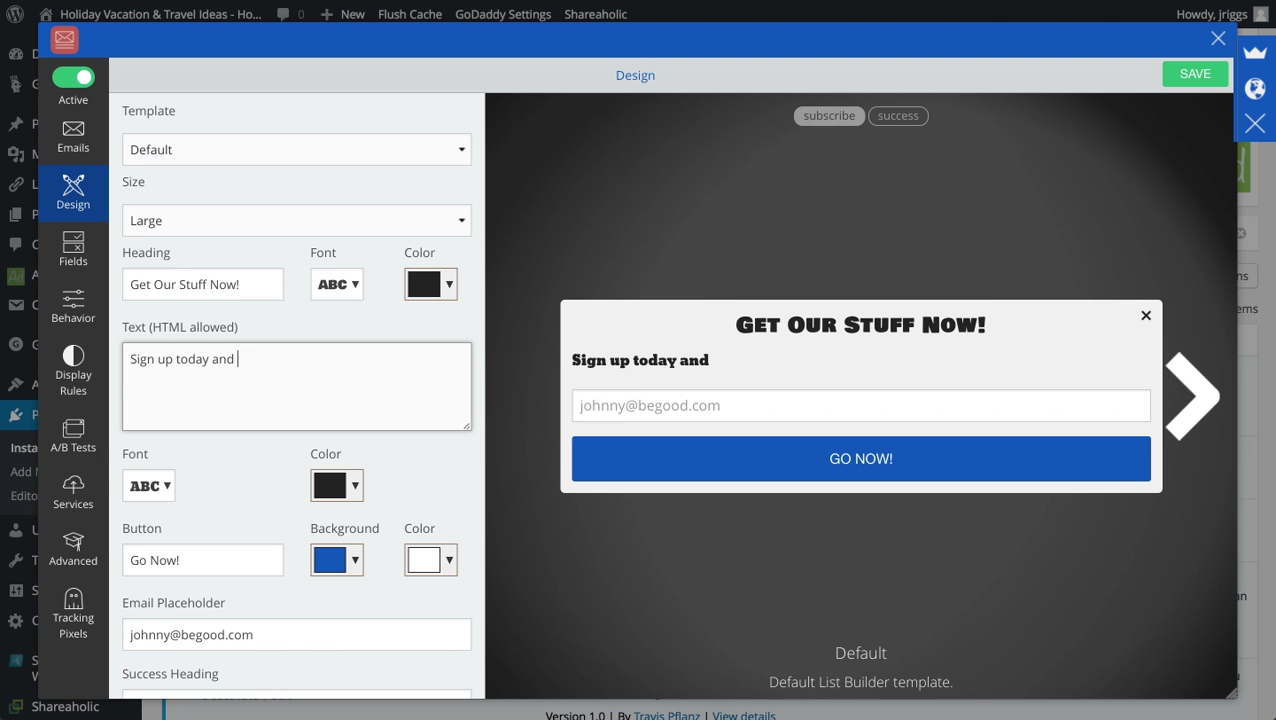 Holiday Vacation & Travel Ideas - Ho... 0 New Flush Cache GoDaddy Settings Shareaholic Howdy, jriggs
Design
SAVE
Active
Emails
Design
Fields
Behavior
Display
Rules
A/B Tests
Services
Advanced
Tracking
Pixels
Template
Default
Size
Large
Heading Font Color
Get Our Stuff Now! ABC
Text (HTML allowed)
Sign up today and
Font Color
ABC
Button Background Color
Go Now!
Email Placeholder
johnny@begood.com
Success Heading
subscribe success
Get Our Stuff Now!
Sign up today and
johnny@begood.com
GO NOW!
Default
Default List Builder template.
Insta
Add N
Edito
Shareaholic
Version 1.0 | By Travis Pflanz | View details